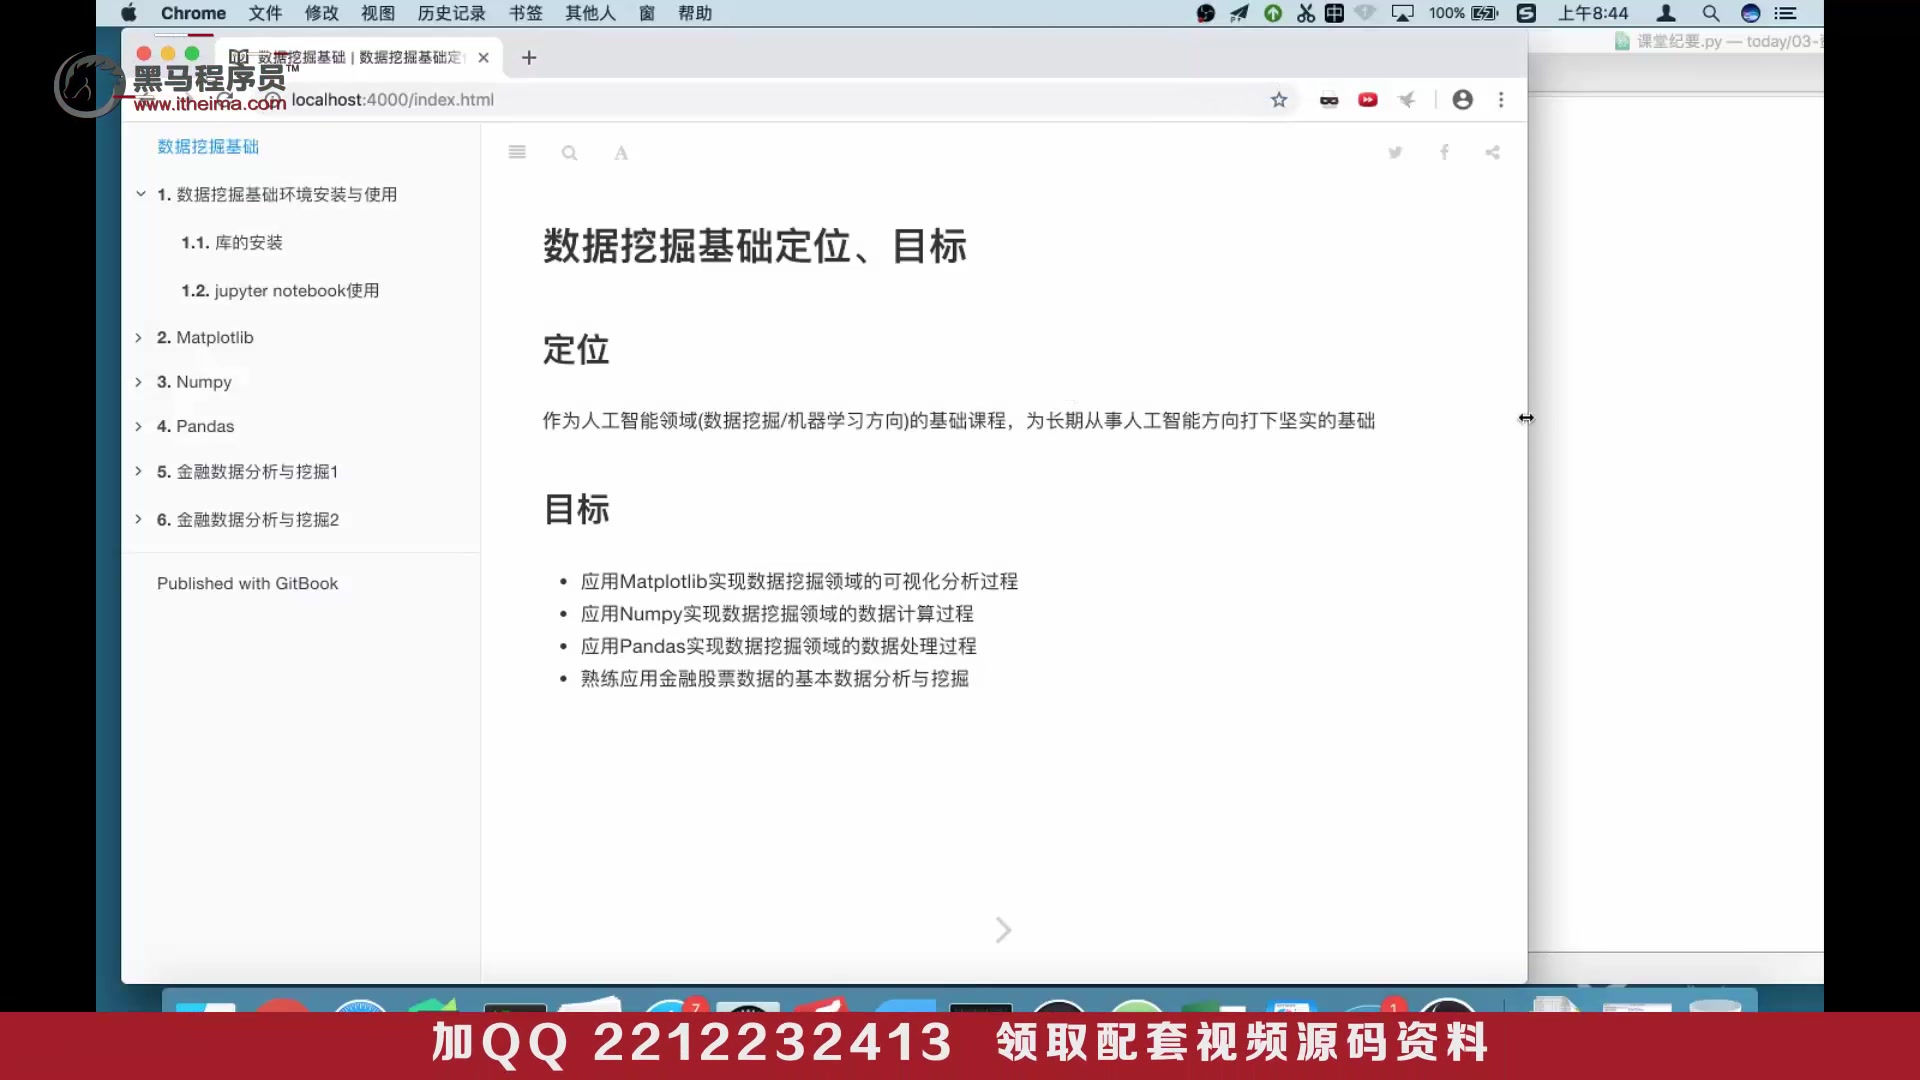 Chrome 文件 修改 视图 历史记录 书签 其他人 窗 帮助 100% 上午8:44
数据挖掘基础 | 数据挖掘基础定
课堂纪要.py — today/03-
黑马程序员™
www.itheima.com
localhost:4000/index.html
数据挖掘基础
1. 数据挖掘基础环境安装与使用
1.1. 库的安装
1.2. jupyter notebook使用
2. Matplotlib
3. Numpy
4. Pandas
5. 金融数据分析与挖掘1
6. 金融数据分析与挖掘2
Published with GitBook
A
数据挖掘基础定位、目标
定位
作为人工智能领域(数据挖掘/机器学习方向)的基础课程，为长期从事人工智能方向打下坚实的基础
目标
• 应用Matplotlib实现数据挖掘领域的可视化分析过程
• 应用Numpy实现数据挖掘领域的数据计算过程
• 应用Pandas实现数据挖掘领域的数据处理过程
• 熟练应用金融股票数据的基本数据分析与挖掘
7
1
加QQ 2212232413 领取配套视频源码资料